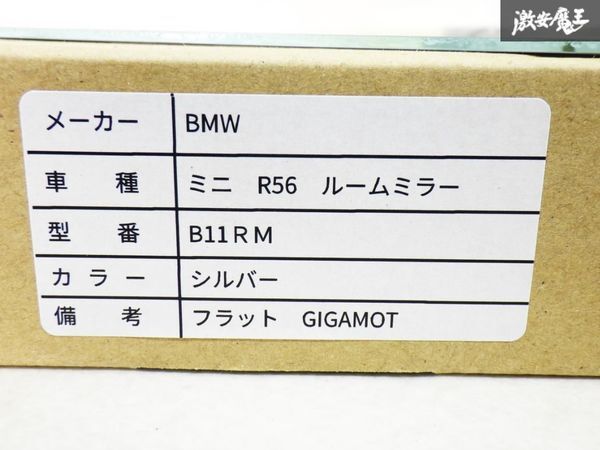 激安魔王
メーカー BMW
車種 ミニ R56 ルームミラー
型番 B11RM
カラー シルバー
備考 フラット GIGAMOT